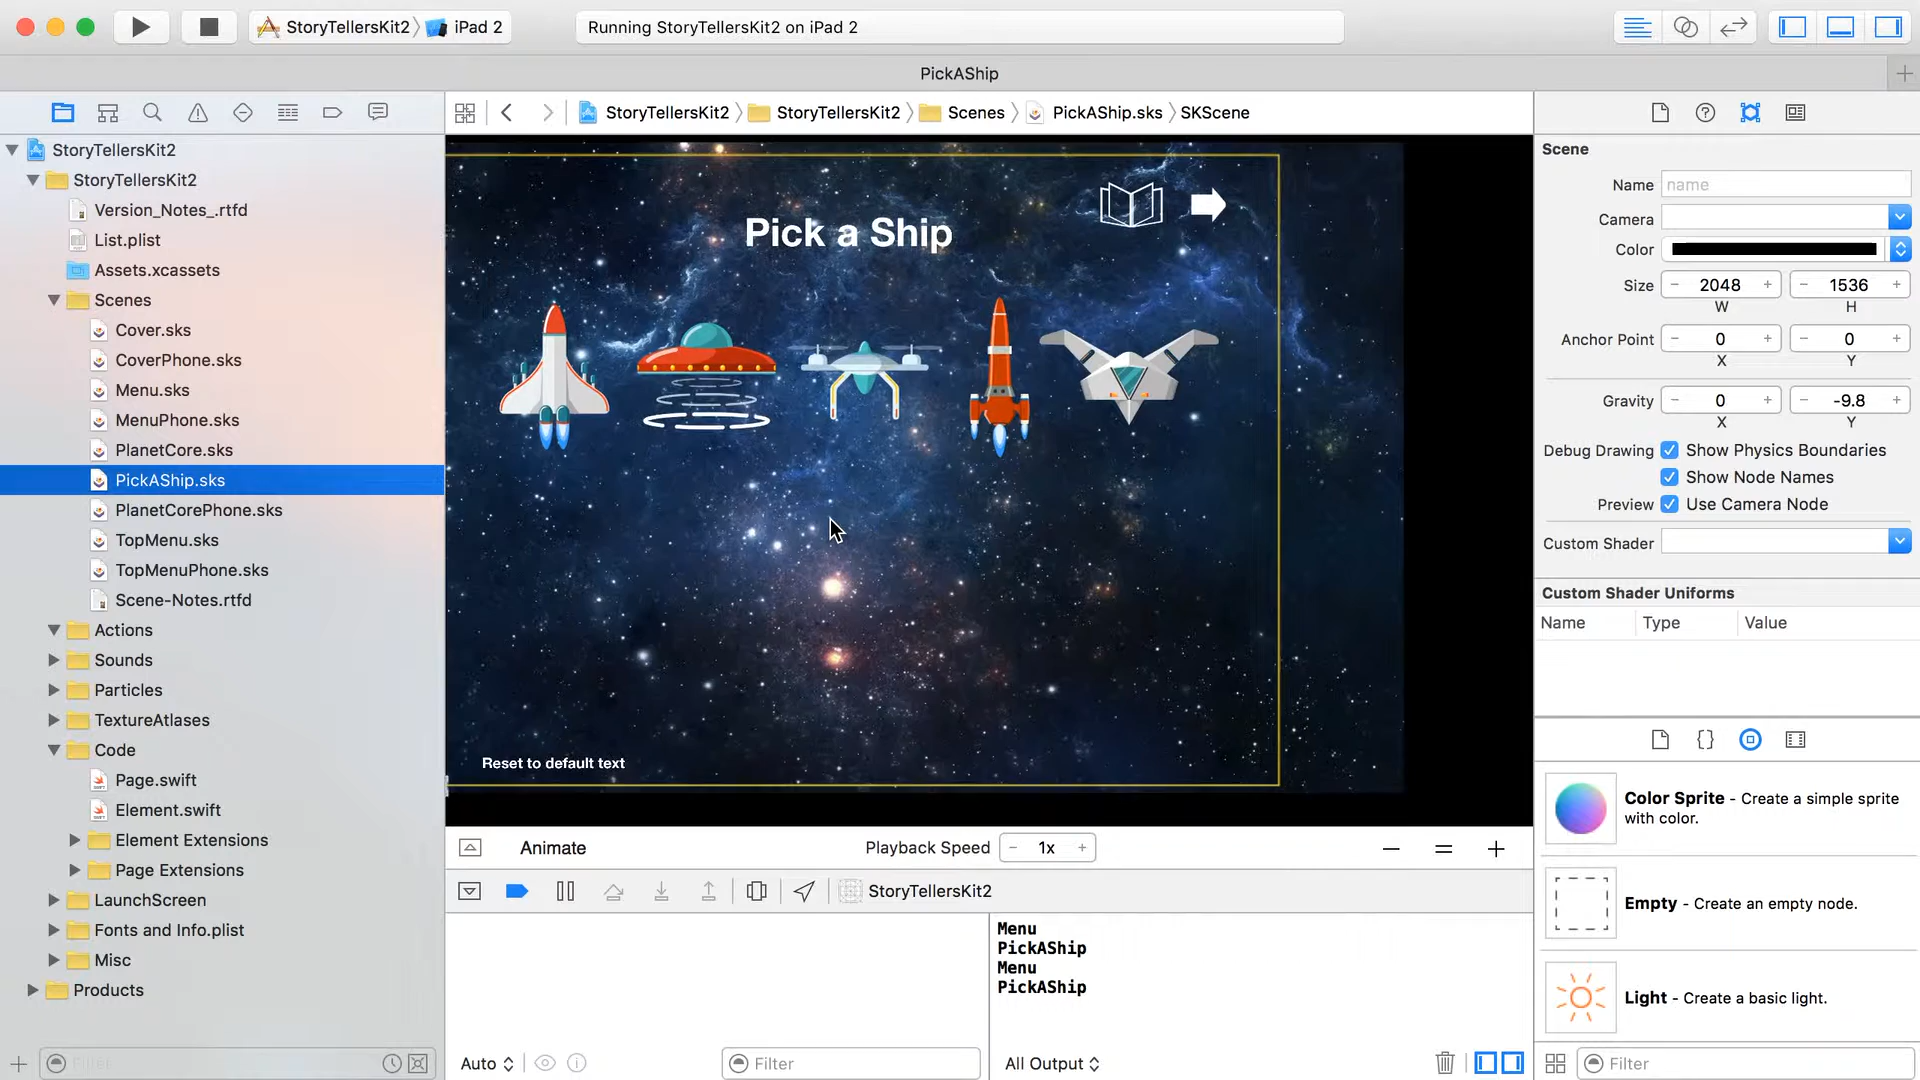 StoryTellersKit2 iPad 2
Running StoryTellersKit2 on iPad 2
PickAShip
StoryTellersKit2
StoryTellersKit2
Version_Notes_.rtfd
List.plist
Assets.xcassets
Scenes
Cover.sks
CoverPhone.sks
Menu.sks
MenuPhone.sks
PlanetCore.sks
PickAShip.sks
PlanetCorePhone.sks
TopMenu.sks
TopMenuPhone.sks
Scene-Notes.rtfd
Actions
Sounds
Particles
TextureAtlases
Code
Page.swift
Element.swift
Element Extensions
Page Extensions
LaunchScreen
Fonts and Info.plist
Misc
Products
Filter
StoryTellersKit2 StoryTellersKit2 Scenes PickAShip.sks SKScene
Pick a Ship
Reset to default text
Animate
Playback Speed - 1x +
StoryTellersKit2
Menu
PickAShip
Menu
PickAShip
Auto
Filter
All Output
Scene
Name name
Camera
Color
Size - 2048 + - 1536 +
W H
Anchor Point - 0 + - 0 +
X Y
Gravity - 0 + - -9.8 +
X Y
Debug Drawing Show Physics Boundaries
Show Node Names
Preview Use Camera Node
Custom Shader
Custom Shader Uniforms
Name Type Value
Color Sprite - Create a simple sprite
with color.
Empty - Create an empty node.
Light - Create a basic light.
Filter